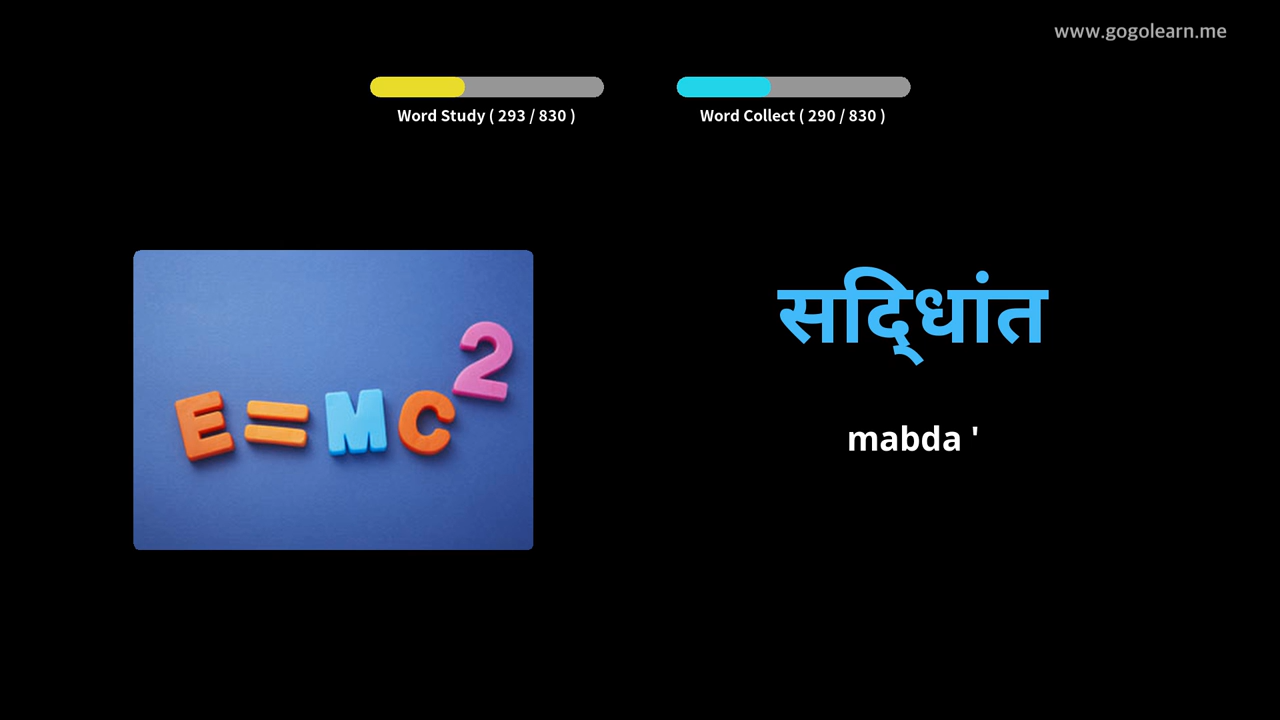 www.gogolearn.me
Word Study ( 293 / 830 )
Word Collect ( 290 / 830 )
E=MC2
सद्धिांत
mabda '